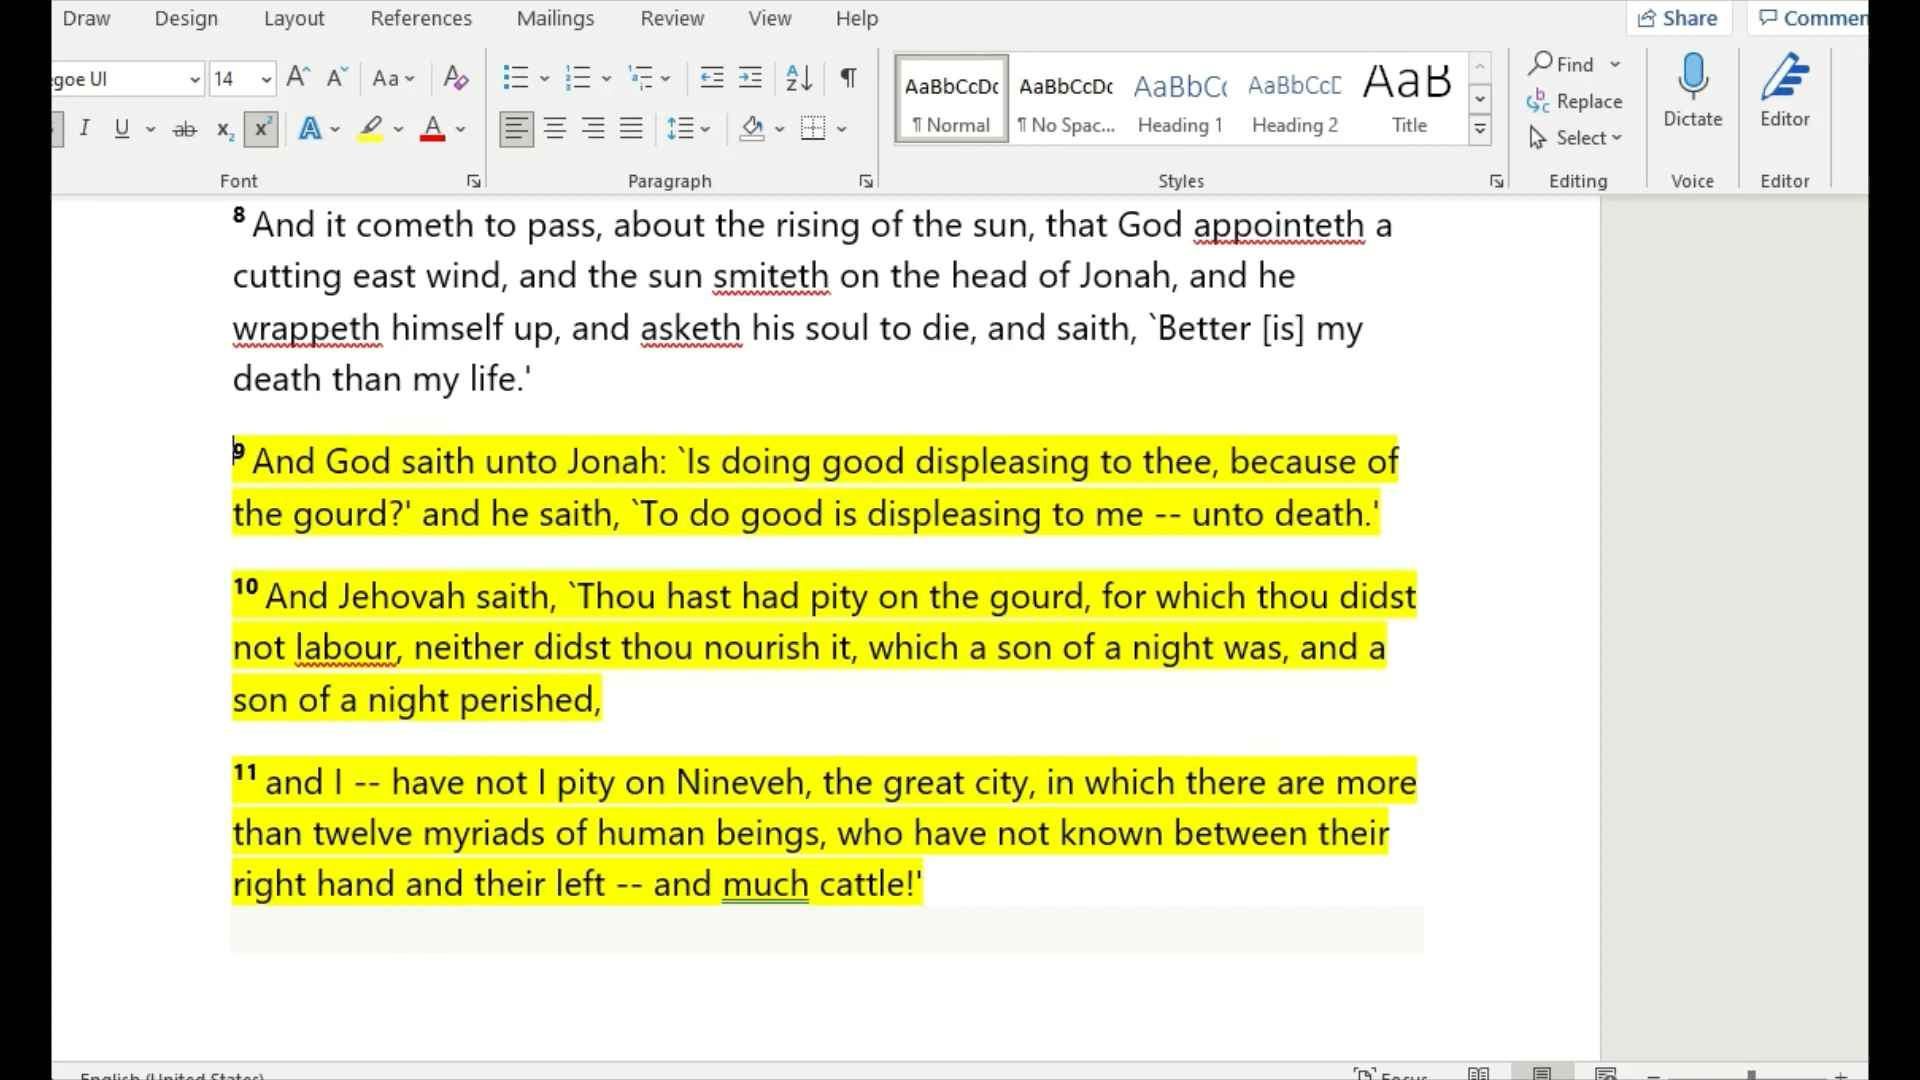 Draw Design Layout References Mailings Review View Help Share
egoe UI 14 Aa
AaBbCcDc AaBbCcDc AaBbCc AaBbCcD AaB
¶ Normal ¶ No Spac... Heading 1 Heading 2 Title
Find
Replace
Select
Dictate
Editor
Font Paragraph Styles Editing Voice Editor
8 And it cometh to pass, about the rising of the sun, that God appointeth a
cutting east wind, and the sun smiteth on the head of Jonah, and he
wrappeth himself up, and asketh his soul to die, and saith, `Better [is] my
death than my life.'
9 And God saith unto Jonah: `Is doing good displeasing to thee, because of
the gourd?' and he saith, `To do good is displeasing to me -- unto death.'
10 And Jehovah saith, `Thou hast had pity on the gourd, for which thou didst
not labour, neither didst thou nourish it, which a son of a night was, and a
son of a night perished,
11 and I -- have not I pity on Nineveh, the great city, in which there are more
than twelve myriads of human beings, who have not known between their
right hand and their left -- and much cattle!'
English (United States) Focus